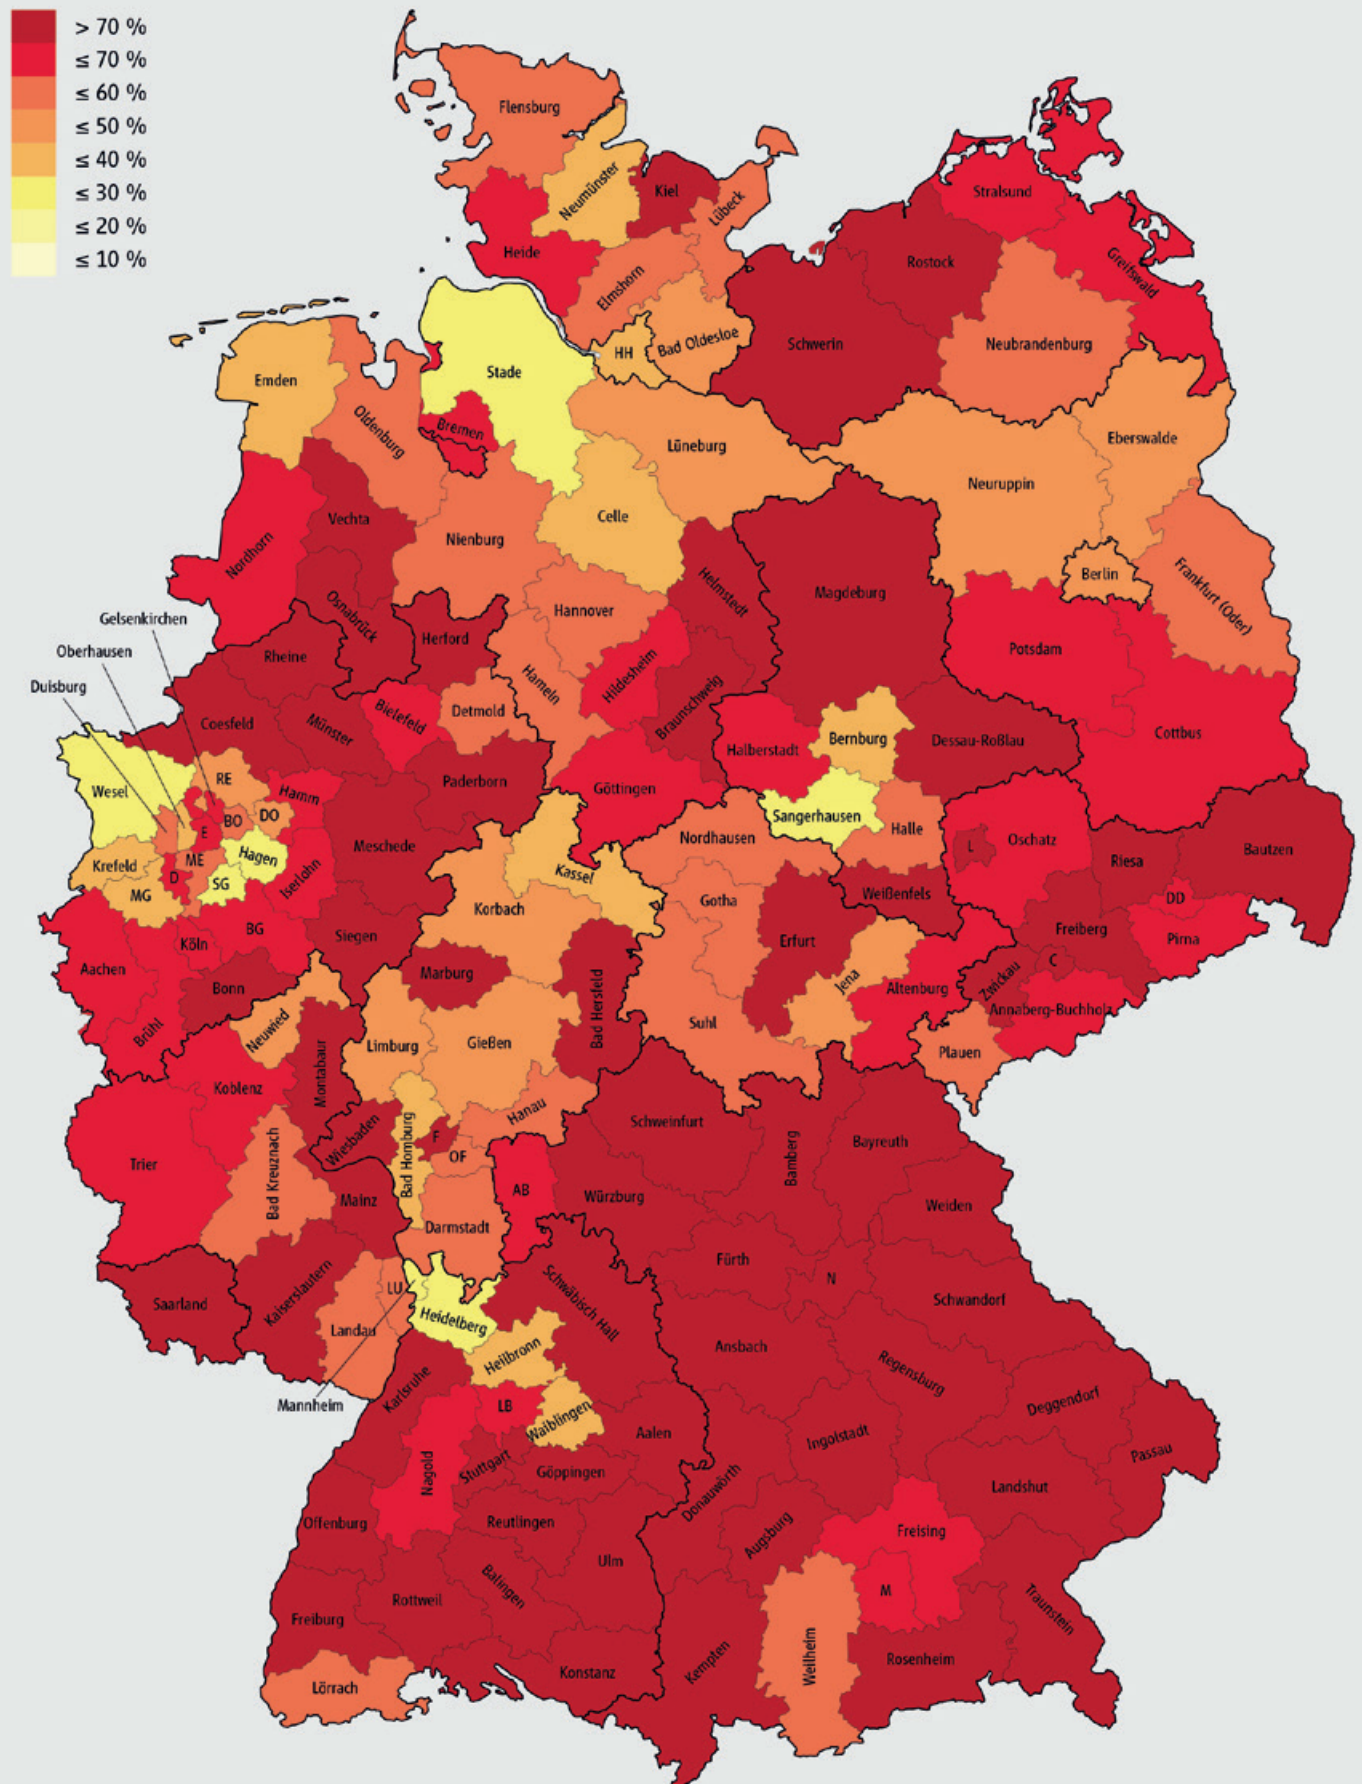 > 70 %
≤ 70 %
≤ 60 %
≤ 50 %
≤ 40 %
≤ 30 %
≤ 20 %
≤ 10 %
Flensburg
Neumünster
Kiel
Lübeck
Stralsund
Heide
Rostock
Greifswald
Elmshorn
Schwerin
Neubrandenburg
HH
Bad Oldesloe
Stade
Emden
Oldenburg
Bremen
Lüneburg
Eberswalde
Neuruppin
Celle
Vechta
Nienburg
Nordhorn
Berlin
Frankfurt (Oder)
Helmstedt
Magdeburg
Hannover
Osnabrück
Gelsenkirchen
Herford
Oberhausen
Rheine
Potsdam
Duisburg
Hameln
Hildesheim
Bielefeld
Detmold
Braunschweig
Coesfeld
Münster
Cottbus
Bernburg
Dessau-Roßlau
Halberstadt
RE
Paderborn
Göttingen
Wesel
Hamm
BO
DO
E
Sangerhausen
Nordhausen
Halle
Oschatz
L
Riesa
Bautzen
Meschede
Krefeld
ME
Hagen
Kassel
D
SG
Iserlohn
MG
Weißenfels
DD
Gotha
Korbach
BG
Köln
Siegen
Freiberg
Pirna
Erfurt
Aachen
Marburg
C
Zwickau
Bonn
Jena
Altenburg
Annaberg-Buchholz
Bad Hersfeld
Suhl
Brühl
Neuwied
Limburg
Gießen
Plauen
Montabaur
Koblenz
Hanau
Schweinfurt
Wiesbaden
Bad Homburg
F
Bamberg
Bayreuth
Trier
Bad Kreuznach
OF
AB
Würzburg
Mainz
Weiden
Darmstadt
Fürth
N
Kaiserslautern
LU
Schwäbisch Hall
Schwandorf
Saarland
Heidelberg
Landau
Ansbach
Heilbronn
Regensburg
Karlsruhe
Mannheim
LB
Waiblingen
Deggendorf
Aalen
Ingolstadt
Passau
Nagold
Stuttgart
Göppingen
Donauwörth
Landshut
Offenburg
Reutlingen
Augsburg
Freising
Ulm
Balingen
M
Rottweil
Freiburg
Traunstein
Weilheim
Kempten
Rosenheim
Konstanz
Lörrach